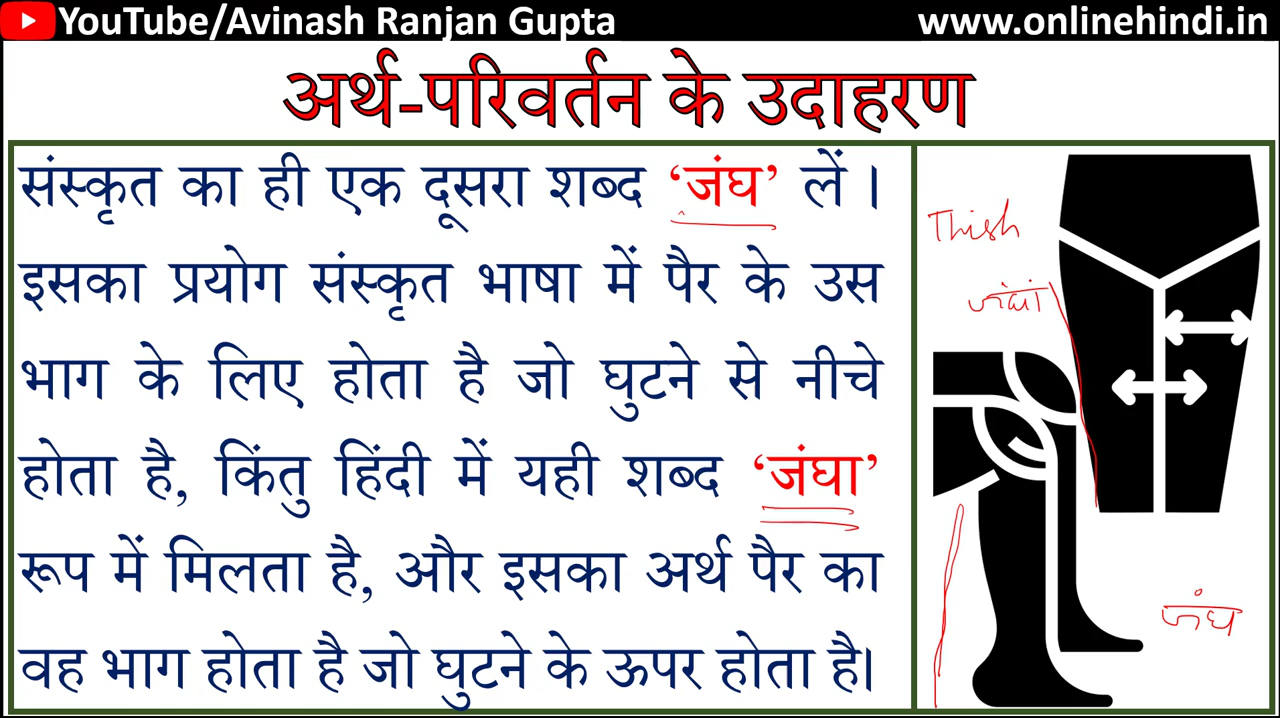 YouTube/Avinash Ranjan Gupta
www.onlinehindi.in
अर्थ-परिवर्तन के उदाहरण
संस्कृत का ही एक दूसरा शब्द ‘जंघ’ लें ।
इसका प्रयोग संस्कृत भाषा में पैर के उस
भाग के लिए होता है जो घुटने से नीचे
होता है, किंतु हिंदी में यही शब्द ‘जंघा’
रूप में मिलता है, और इसका अर्थ पैर का
वह भाग होता है जो घुटने के ऊपर होता है।
Thish
जंघा
जंघ